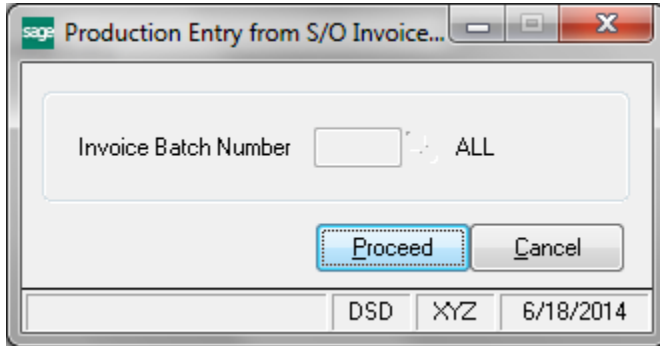 sage Production Entry from S/O Invoice...
Invoice Batch Number ALL
Proceed Cancel
DSD XYZ 6/18/2014